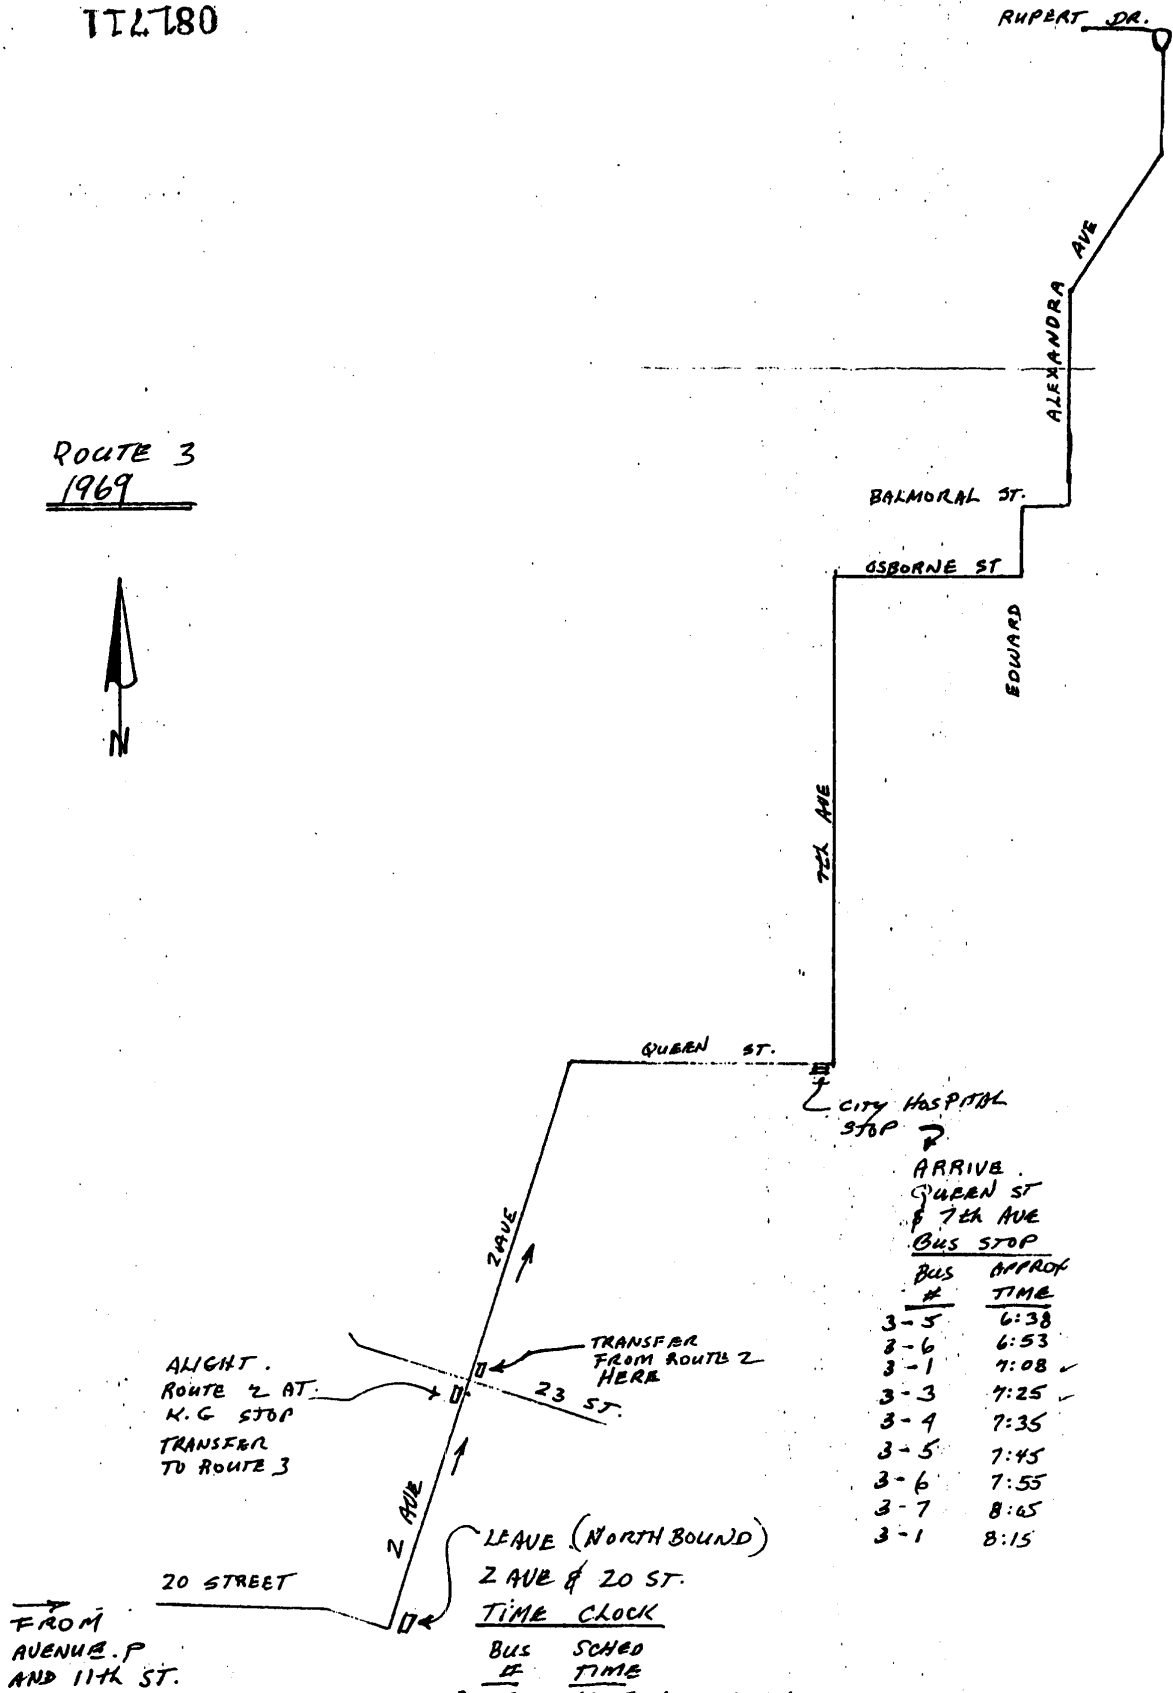 081711
RUPERT DR.
ALEXANDRA AVE
ROUTE 3
1969
BALMORAL ST.
OSBORNE ST
EDWARD
N
7th AVE
QUEEN ST.
CITY HOSPITAL
STOP
ARRIVE
QUEEN ST
& 7th AVE
BUS STOP
BUS APPROX
# TIME
3-5 6:38
3-6 6:53
3-1 7:08 ✓
3-3 7:25 ✓
3-4 7:35
3-5 7:45
3-6 7:55
3-7 8:05
3-1 8:15
2 AVE
TRANSFER
FROM ROUTE 2
HERE
23 ST.
ALIGHT.
ROUTE 2 AT
K.G STOP
TRANSFER
TO ROUTE 3
2 AVE
LEAVE (NORTH BOUND)
2 AVE & 20 ST.
TIME CLOCK
BUS SCHED
# TIME
20 STREET
FROM
AVENUE.P
AND 11th ST.